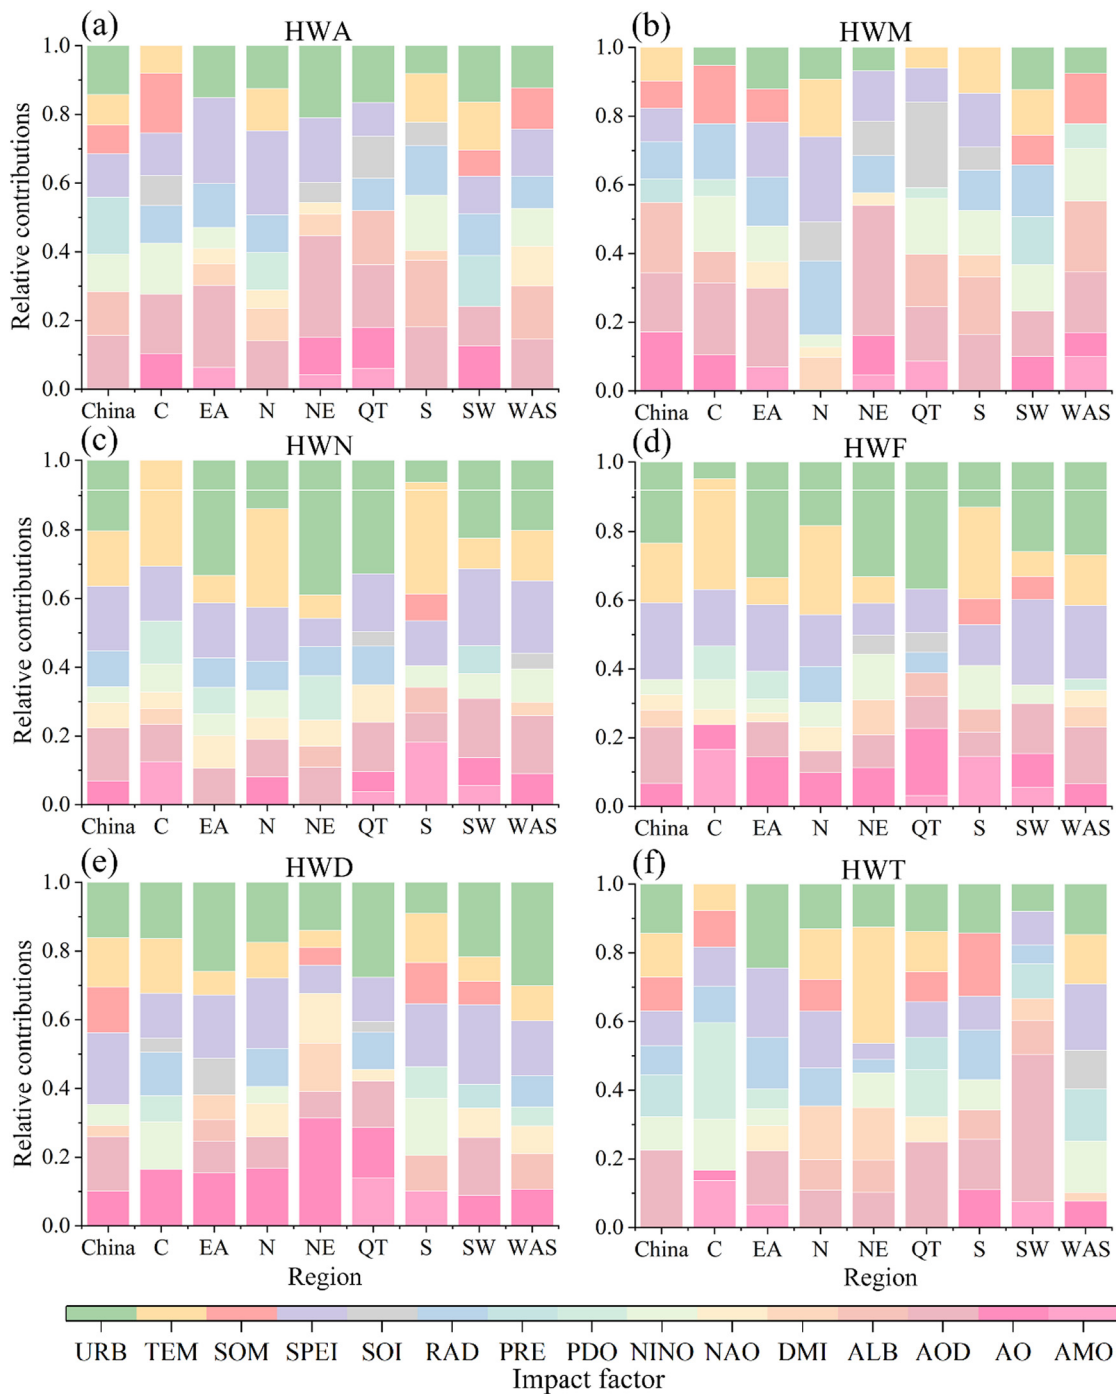 (a) HWA
(b) HWM
1.0
0.8
0.6
0.4
0.2
0.0
Relative contributions
China C EA N NE QT S SW WAS
1.0
0.8
0.6
0.4
0.2
0.0
China C EA N NE QT S SW WAS
(c) HWN
(d) HWF
1.0
0.8
0.6
0.4
0.2
0.0
Relative contributions
China C EA N NE QT S SW WAS
1.0
0.8
0.6
0.4
0.2
0.0
China C EA N NE QT S SW WAS
(e) HWD
(f) HWT
1.0
0.8
0.6
0.4
0.2
0.0
Relative contributions
China C EA N NE QT S SW WAS
Region
1.0
0.8
0.6
0.4
0.2
0.0
China C EA N NE QT S SW WAS
Region
URB TEM SOM SPEI SOI RAD PRE PDO NINO NAO DMI ALB AOD AO AMO
Impact factor